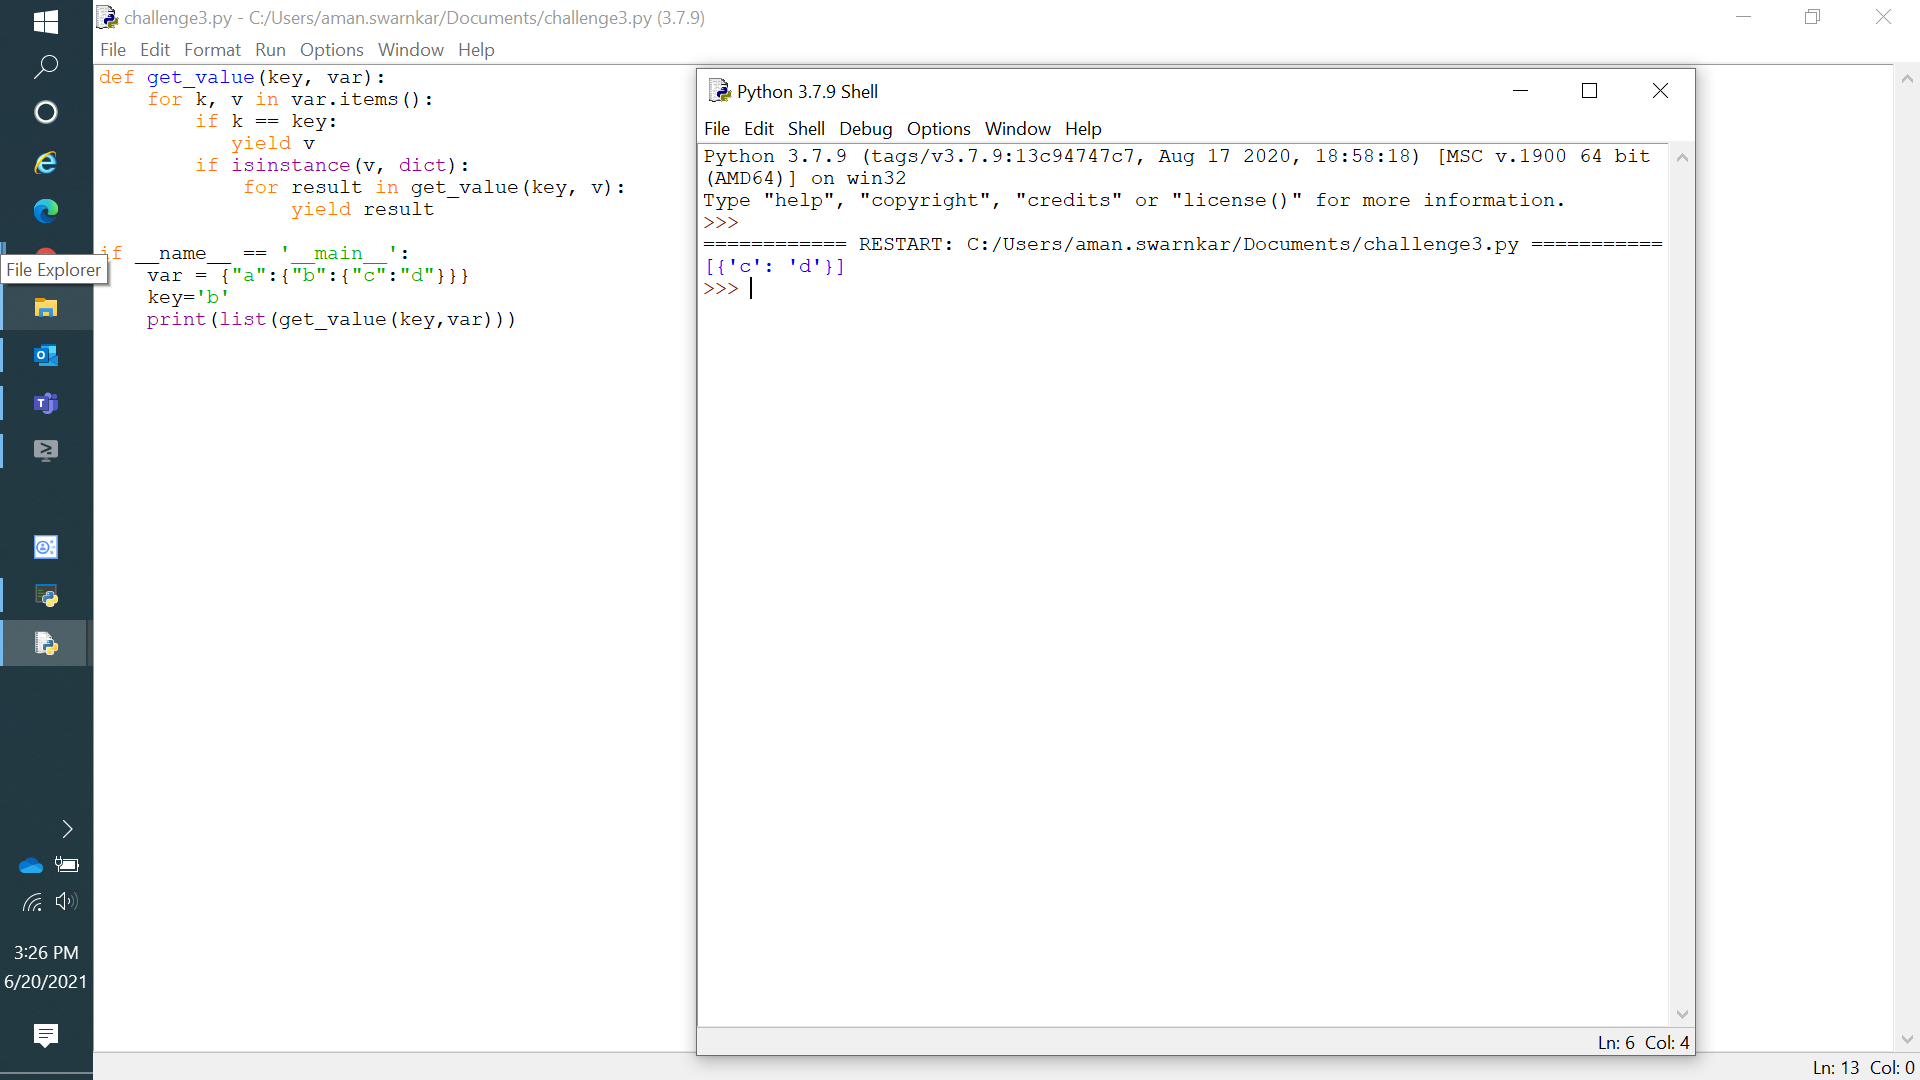 challenge3.py - C:/Users/aman.swarnkar/Documents/challenge3.py (3.7.9)
File Edit Format Run Options Window Help
def get_value(key, var):
    for k, v in var.items():
        if k == key:
           yield v
        if isinstance(v, dict):
            for result in get_value(key, v):
                yield result
if __name__ == '__main__':
    var = {"a":{"b":{"c":"d"}}}
    key='b'
    print(list(get_value(key,var)))
File Explorer
Python 3.7.9 Shell
File Edit Shell Debug Options Window Help
Python 3.7.9 (tags/v3.7.9:13c94747c7, Aug 17 2020, 18:58:18) [MSC v.1900 64 bit
(AMD64)] on win32
Type "help", "copyright", "credits" or "license()" for more information.
>>>
============ RESTART: C:/Users/aman.swarnkar/Documents/challenge3.py ===========
[{'c': 'd'}]
>>>
Ln: 6 Col: 4
3:26 PM
6/20/2021
Ln: 13 Col: 0